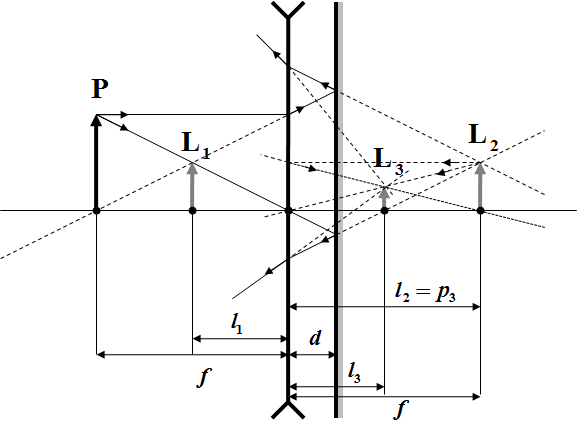 P
L₁
L₂
L₃
l₂ = p₃
l₁
d
f
l₃
f